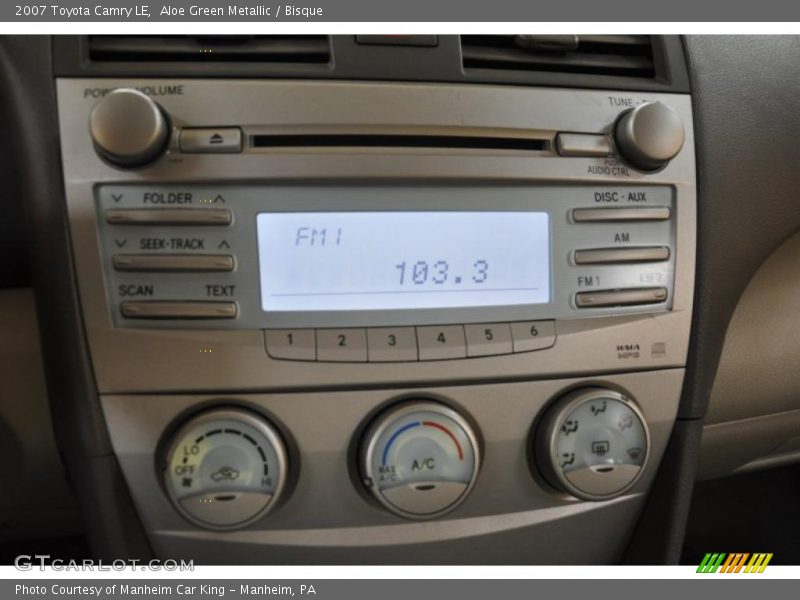 2007 Toyota Camry LE,  Aloe Green Metallic / Bisque
VOLUME
TUNE
FOLDER
SEEK·TRACK
SCAN TEXT
FM1
103.3
PUSH
AUDIO CTRL
DISC · AUX
AM
FM1 FM2
1 2 3 4 5 6
WMA
MP3
LO
OFF
HI
MAX
A/C
A/C
GTCARLOT.COM
Photo Courtesy of Manheim Car King - Manheim, PA